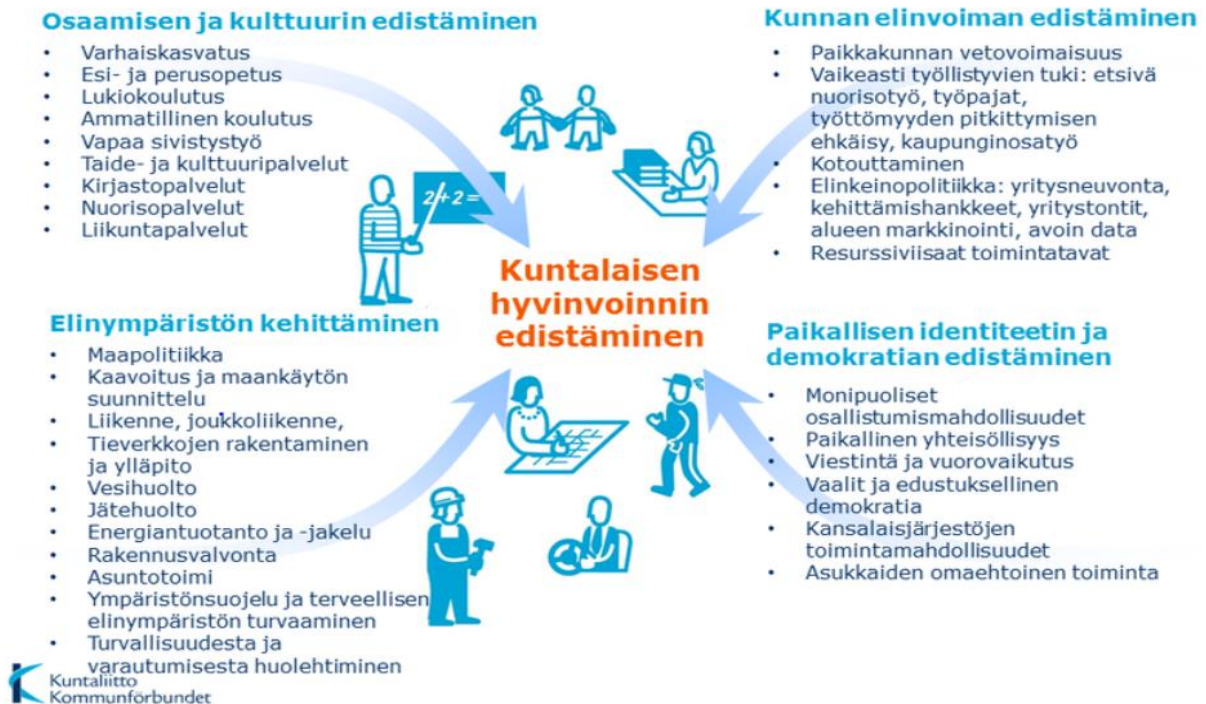 Osaamisen ja kulttuurin edistäminen
• Varhaiskasvatus
• Esi- ja perusopetus
• Lukiokoulutus
• Ammatillinen koulutus
• Vapaa sivistystyö
• Taide- ja kulttuuripalvelut
• Kirjastopalvelut
• Nuorisopalvelut
• Liikuntapalvelut
2+2=
Kunnan elinvoiman edistäminen
• Paikkakunnan vetovoimaisuus
• Vaikeasti työllistyvien tuki: etsivä
nuorisotyö, työpajat,
työttömyyden pitkittymisen
ehkäisy, kaupunginosatyö
• Kotouttaminen
• Elinkeinopolitiikka: yritysneuvonta,
kehittämishankkeet, yritystontit,
alueen markkinointi, avoin data
• Resurssiviisaat toimintatavat
Kuntalaisen
hyvinvoinnin
edistäminen
Elinympäristön kehittäminen
• Maapolitiikka
• Kaavoitus ja maankäytön
suunnittelu
• Liikenne, joukkoliikenne,
• Tieverkkojen rakentaminen
ja ylläpito
• Vesihuolto
• Jätehuolto
• Energiantuotanto ja -jakelu
• Rakennusvalvonta
• Asuntotoimi
• Ympäristönsuojelu ja terveellisen
elinympäristön turvaaminen
• Turvallisuudesta ja
varautumisesta huolehtiminen
Paikallisen identiteetin ja
demokratian edistäminen
• Monipuoliset
osallistumismahdollisuudet
• Paikallinen yhteisöllisyys
• Viestintä ja vuorovaikutus
• Vaalit ja edustuksellinen
demokratia
• Kansalaisjärjestöjen
toimintamahdollisuudet
• Asukkaiden omaehtoinen toiminta
Kuntaliitto
Kommunförbundet